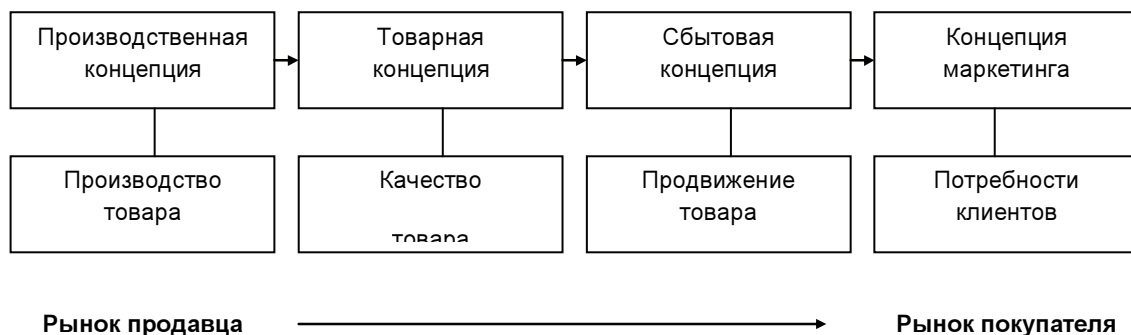 Производственная
концепция
Товарная
концепция
Сбытовая
концепция
Концепция
маркетинга
Производство
товара
Качество
товара
Продвижение
товара
Потребности
клиентов
Рынок продавца
Рынок покупателя